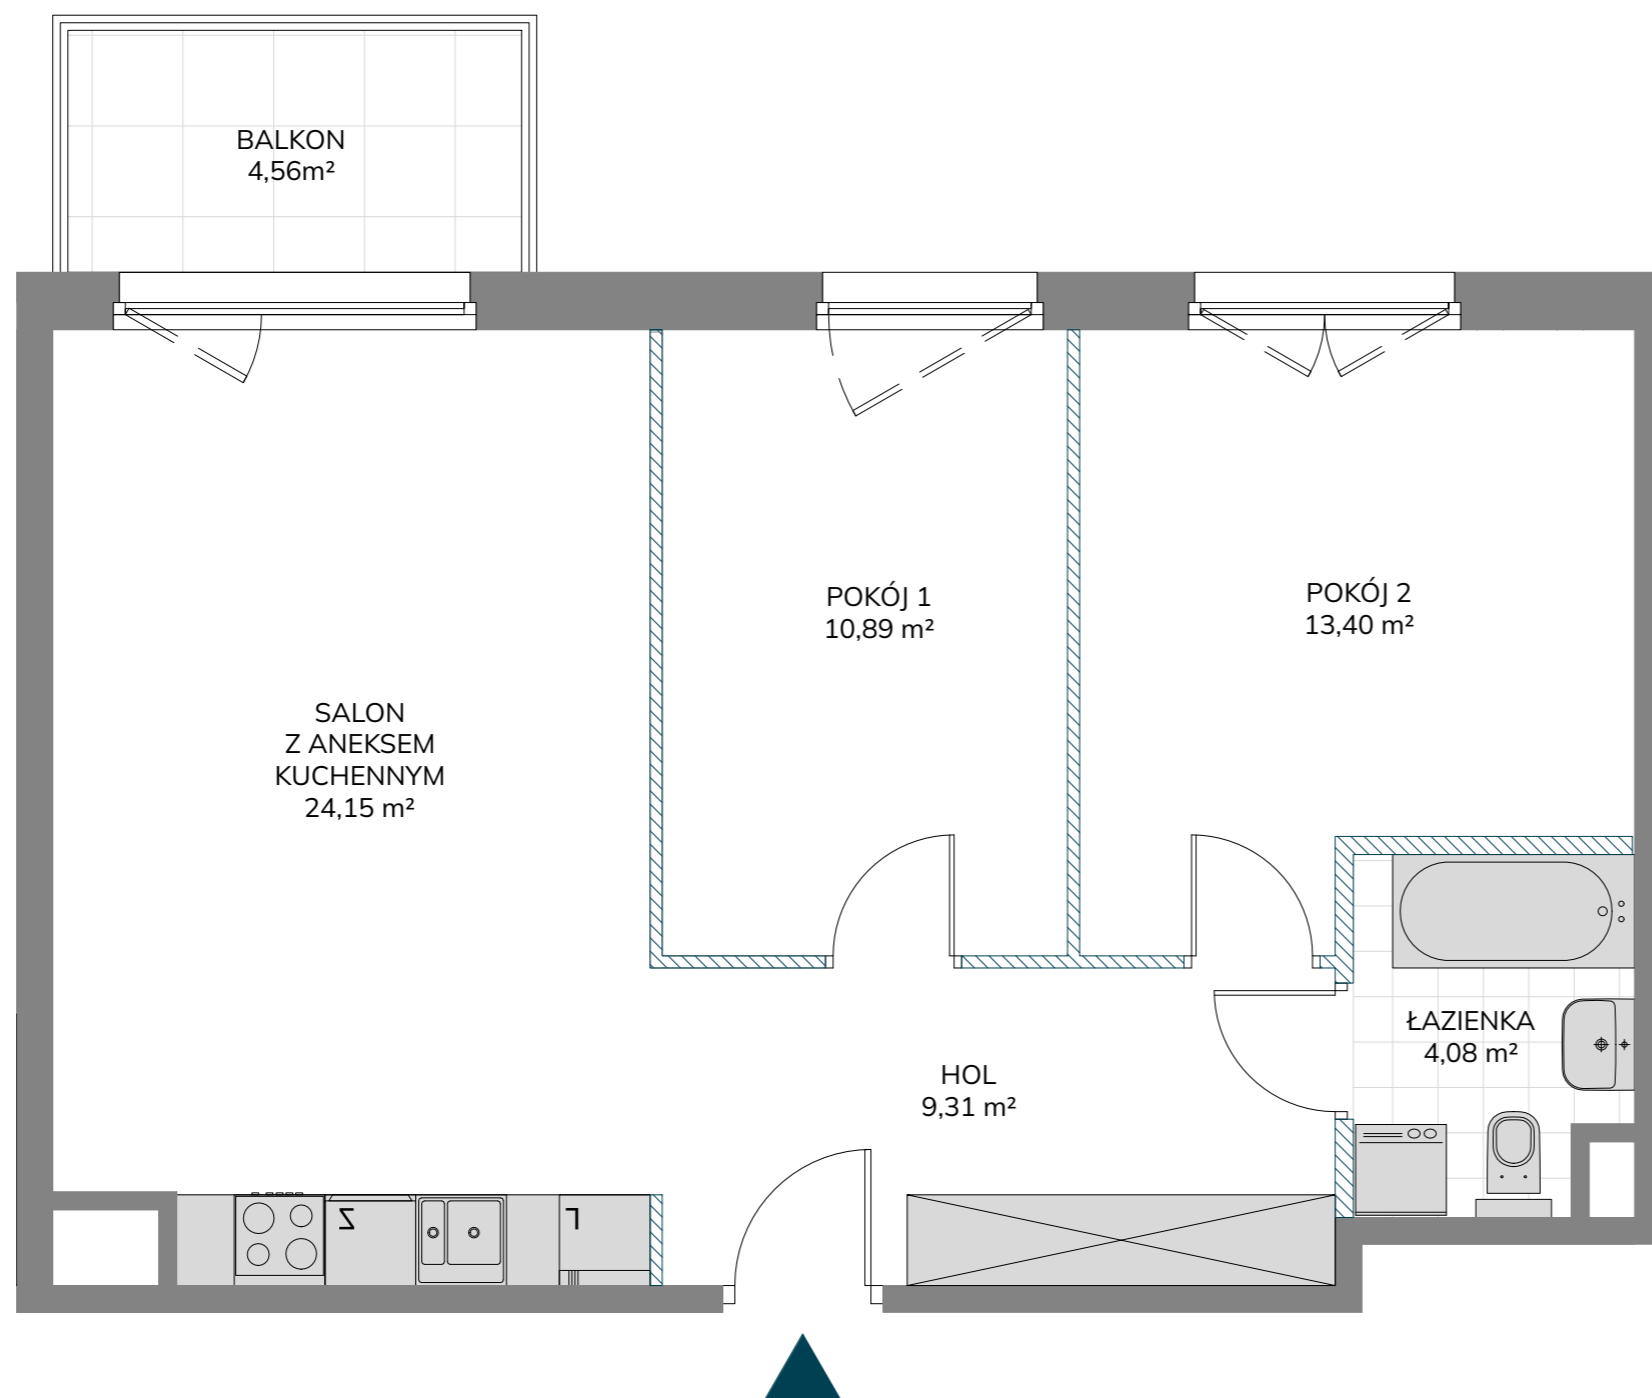 BALKON
4,56m²
POKÓJ 1
10,89 m²
POKÓJ 2
13,40 m²
SALON
Z ANEKSEM
KUCHENNYM
24,15 m²
ŁAZIENKA
4,08 m²
HOL
9,31 m²
Z
L